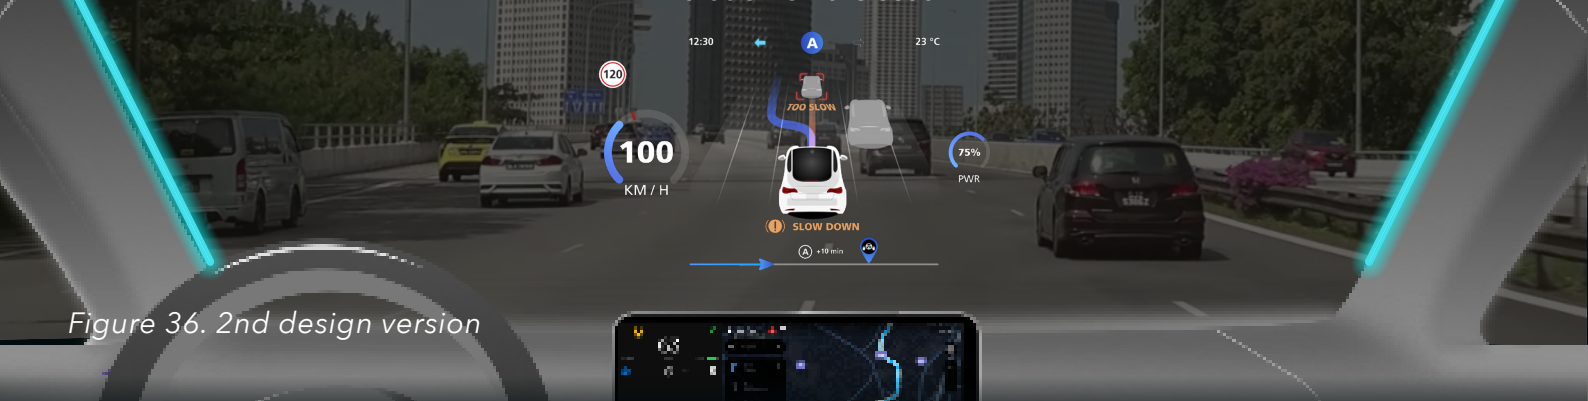 12:30
A
23 °C
120
TOO SLOW
100
KM / H
75%
PWR
! SLOW DOWN
A +10 min
Figure 36. 2nd design version